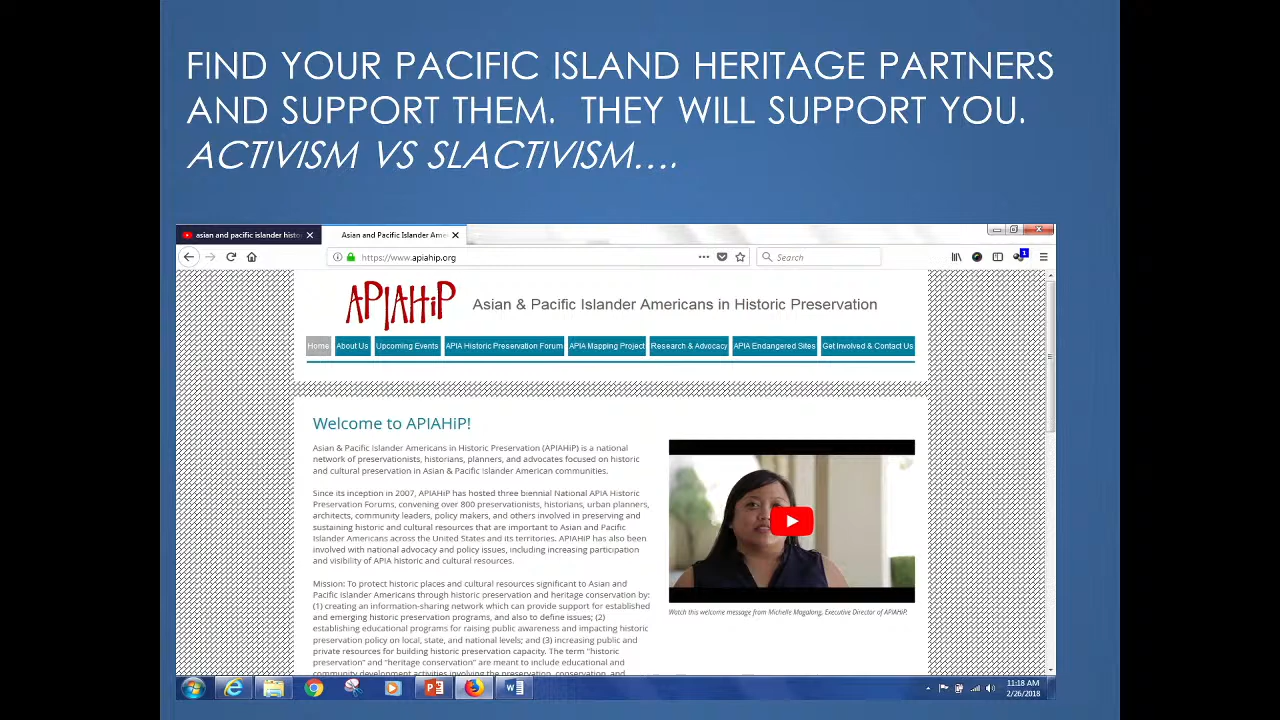 FIND YOUR PACIFIC ISLAND HERITAGE PARTNERS
AND SUPPORT THEM. THEY WILL SUPPORT YOU.
ACTIVISM VS SLACTIVISM….
asian and pacific islander histo
Asian and Pacific Islander Ame
https://www.apiahip.org
Search
1
APIAHiP Asian & Pacific Islander Americans in Historic Preservation
Home About Us Upcoming Events APIA Historic Preservation Forum APIA Mapping Project Research & Advocacy APIA Endangered Sites Get Involved & Contact Us
Welcome to APIAHiP!
Asian & Pacific Islander Americans in Historic Preservation (APIAHiP) is a national
network of preservationists, historians, planners, and advocates focused on historic
and cultural preservation in Asian & Pacific Islander American communities.
Since its inception in 2007, APIAHiP has hosted three biennial National APIA Historic
Preservation Forums, convening over 800 preservationists, historians, urban planners,
architects, community leaders, policy makers, and others involved in preserving and
sustaining historic and cultural resources that are important to Asian and Pacific
Islander Americans across the United States and its territories. APIAHiP has also been
involved with national advocacy and policy issues, including increasing participation
and visibility of APIA historic and cultural resources.
Mission: To protect historic places and cultural resources significant to Asian and
Pacific Islander Americans through historic preservation and heritage conservation by:
(1) creating an information-sharing network which can provide support for established
and emerging historic preservation programs, and also to define issues; (2)
establishing educational programs for raising public awareness and impacting historic
preservation policy on local, state, and national levels; and (3) increasing public and
private resources for building historic preservation capacity. The term "historic
preservation" and "heritage conservation" are meant to include educational and
community development activities involving the preservation, conservation, and
Watch this welcome message from Michelle Magalong, Executive Director of APIAHiP.
11:18 AM
2/26/2018